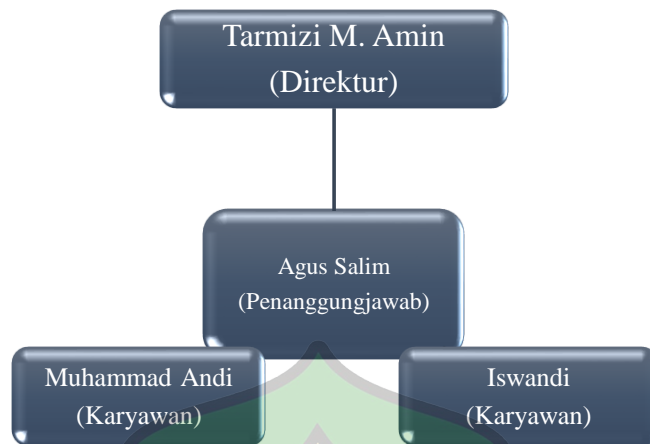 Tarmizi M. Amin
(Direktur)
Agus Salim
(Penanggungjawab)
Muhammad Andi
(Karyawan)
Iswandi
(Karyawan)